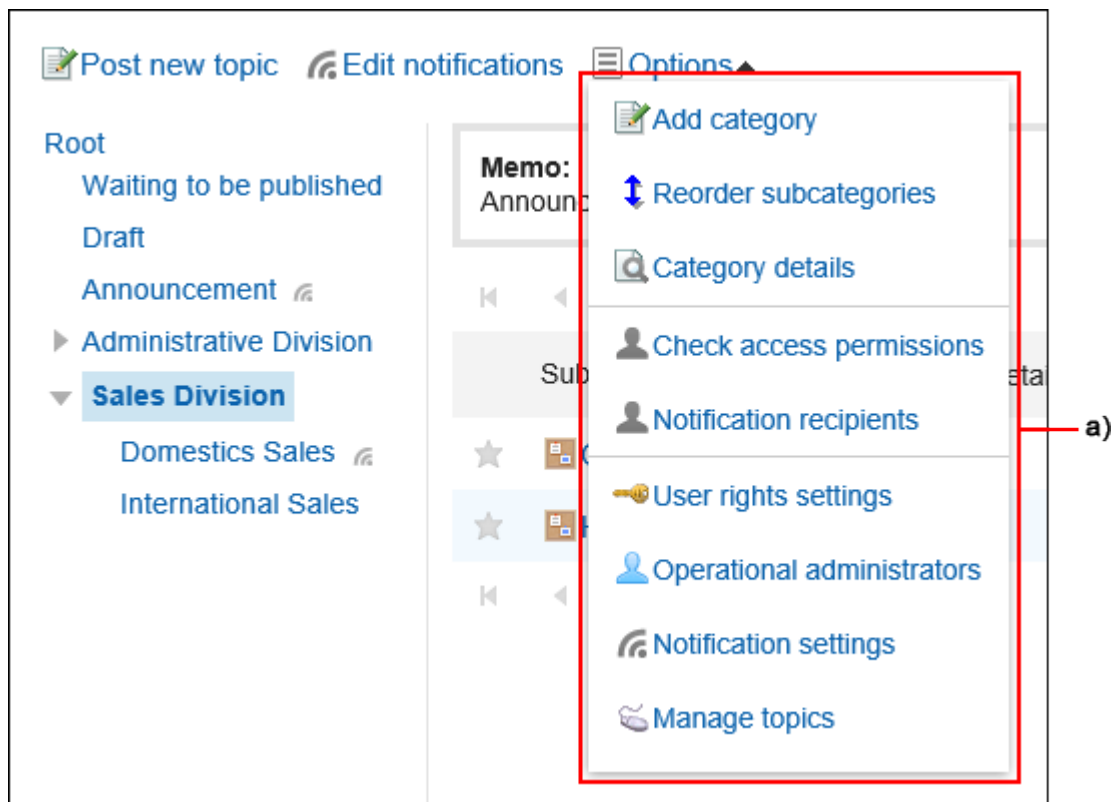 Post new topic Edit notifications Options
Root
Waiting to be published
Draft
Announcement
Administrative Division
Sales Division
Domestics Sales
International Sales
Memo:
Add category
Reorder subcategories
Category details
Check access permissions
Notification recipients
User rights settings
Operational administrators
Notification settings
Manage topics
a)